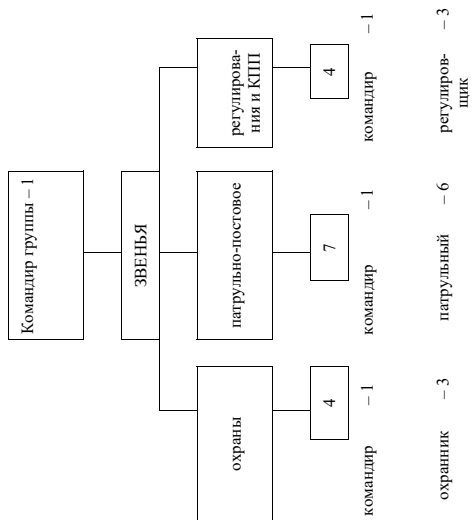 Командир группы – 1
ЗВЕНЬЯ
охраны
патрульно-постовое
регулирова-
ния и КПП
4
7
4
командир – 1
командир – 1
командир – 1
охранник – 3
патрульный – 6
регулиров- – 3
щик